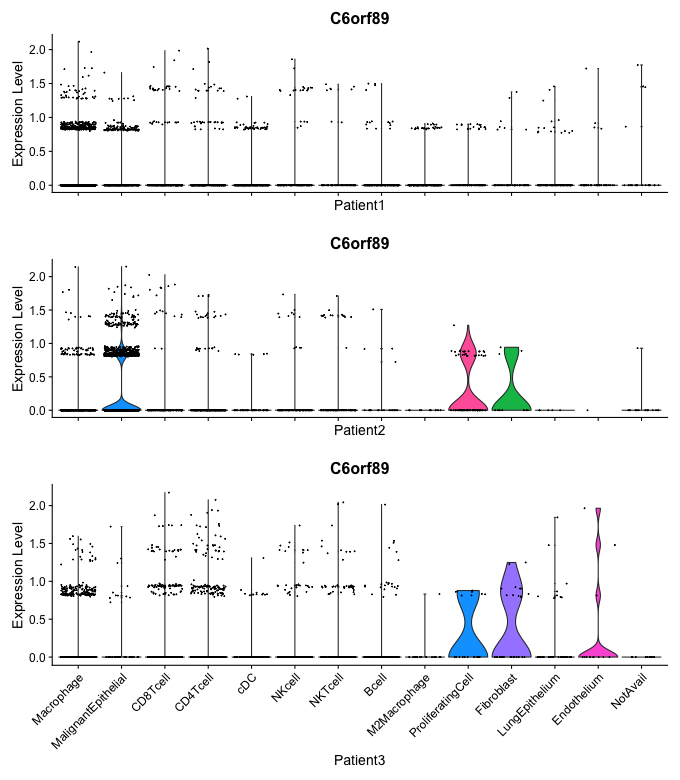 C6orf89
Expression Level
2.0
1.5
1.0
0.5
0.0
Patient1
C6orf89
Expression Level
2.0
1.5
1.0
0.5
0.0
Patient2
C6orf89
Expression Level
2.0
1.5
1.0
0.5
0.0
Macrophage
MalignantEpithelial
CD8Tcell
CD4Tcell
cDC
NKcell
NKTcell
Bcell
M2Macrophage
ProliferatingCell
Fibroblast
LungEpithelium
Endothelium
NotAvail
Patient3